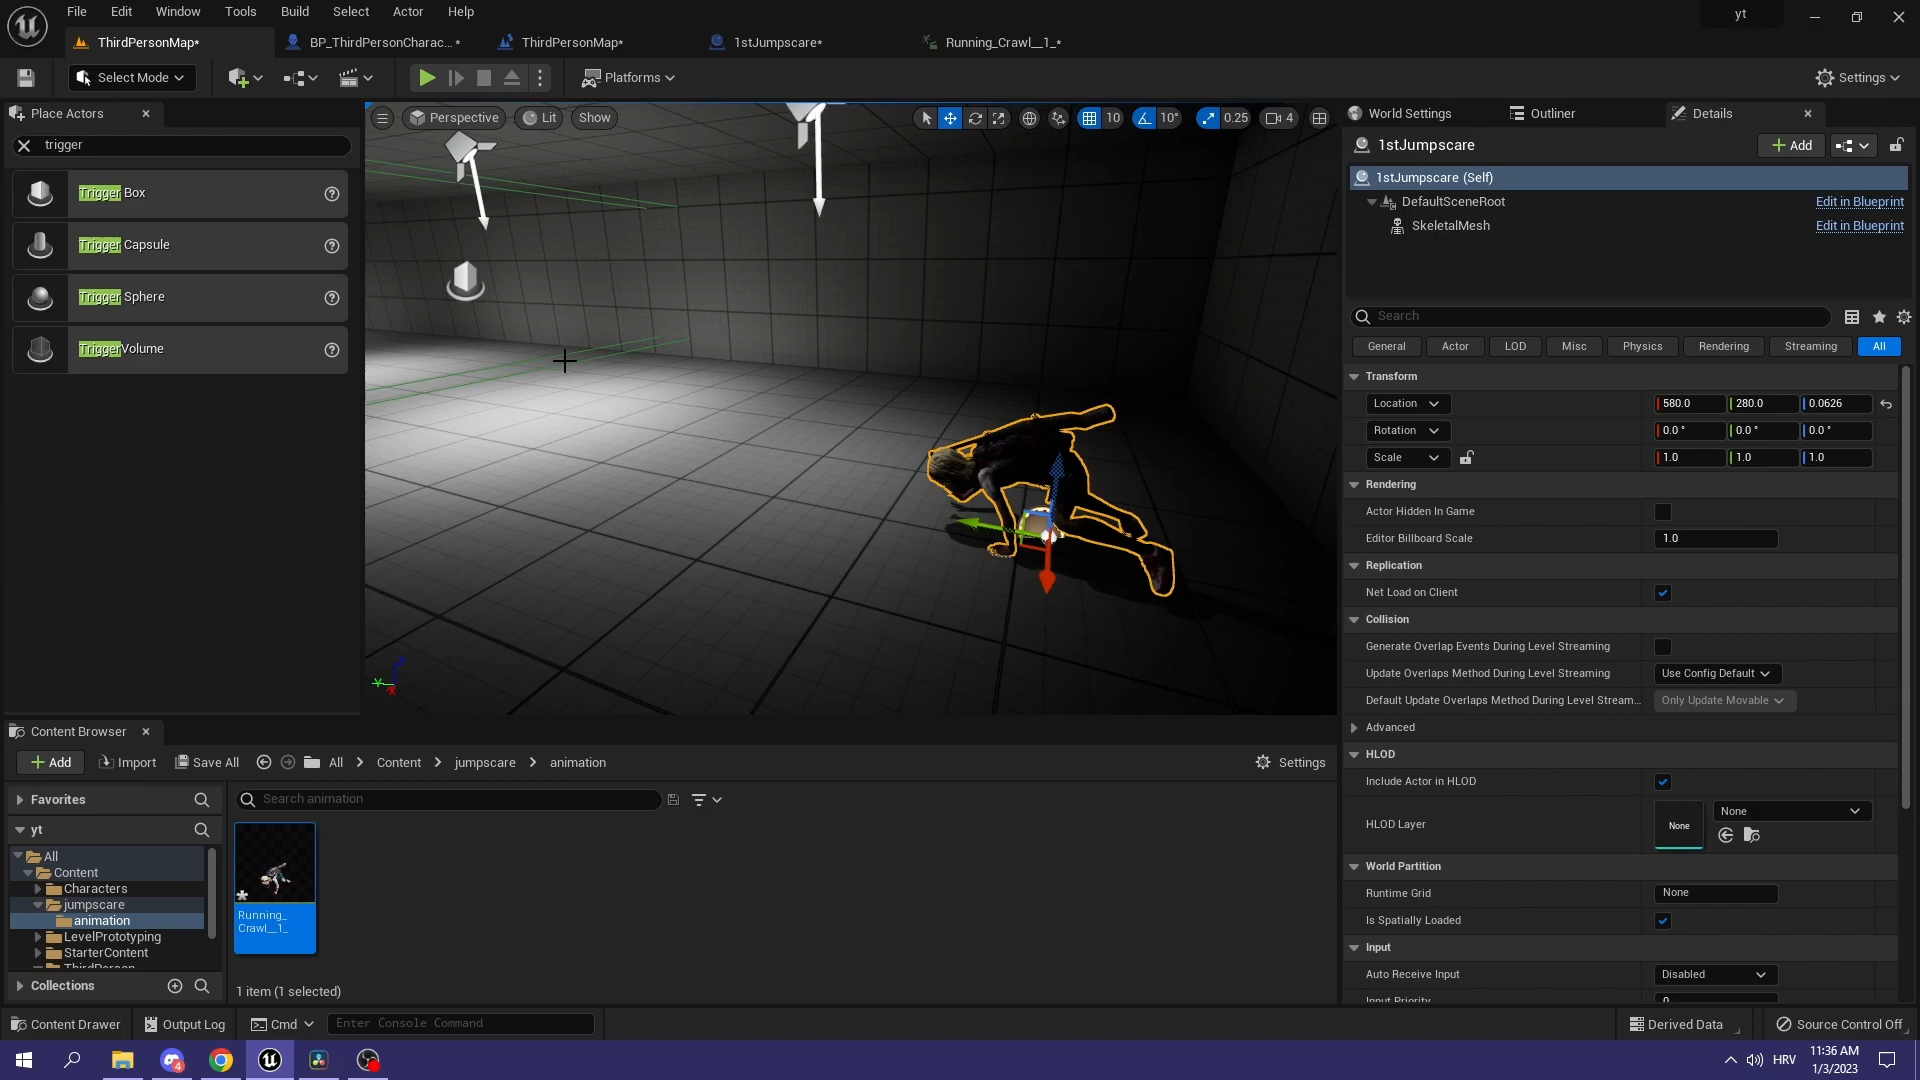 File Edit Window Tools Build Select Actor Help
yt
ThirdPersonMap*
BP_ThirdPersonCharac... *
ThirdPersonMap*
1stJumpscare*
Running_Crawl__1_*
Select Mode
Platforms
Settings
Place Actors
trigger
Trigger Box
Trigger Capsule
Trigger Sphere
TriggerVolume
Perspective
Lit
Show
10
10°
0.25
4
World Settings
Outliner
Details
1stJumpscare
+ Add
1stJumpscare (Self)
DefaultSceneRoot
Edit in Blueprint
SkeletalMesh
Edit in Blueprint
Search
General
Actor
LOD
Misc
Physics
Rendering
Streaming
All
Transform
Location 580.0 280.0 0.0626
Rotation 0.0 ° 0.0 ° 0.0 °
Scale 1.0 1.0 1.0
Rendering
Actor Hidden In Game
Editor Billboard Scale 1.0
Replication
Net Load on Client
Collision
Generate Overlap Events During Level Streaming
Update Overlaps Method During Level Streaming Use Config Default
Default Update Overlaps Method During Level Stream... Only Update Movable
Advanced
HLOD
Include Actor in HLOD
HLOD Layer None None
World Partition
Runtime Grid None
Is Spatially Loaded
Input
Auto Receive Input Disabled
Input Priority 0
Content Browser
+ Add
Import
Save All
All > Content > jumpscare > animation
Settings
Favorites
Search animation
yt
All
Content
Characters
jumpscare
animation
LevelPrototyping
StarterContent
ThirdPerson
Collections
Running_
Crawl__1_
1 item (1 selected)
Content Drawer
Output Log
Cmd
Enter Console Command
Derived Data
Source Control Off
4
HRV
11:36 AM
1/3/2023